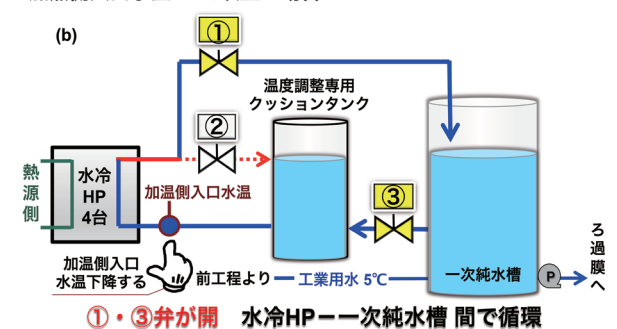 (b)
①
温度調整専用
クッションタンク
②
熱源側
水冷
HP
4台
加温側入口水温
③
加温側入口
水温下降する
前工程より
工業用水 5℃
一次純水槽
P
ろ過膜へ
①・③弁が開 水冷HPー一次純水槽 間で循環